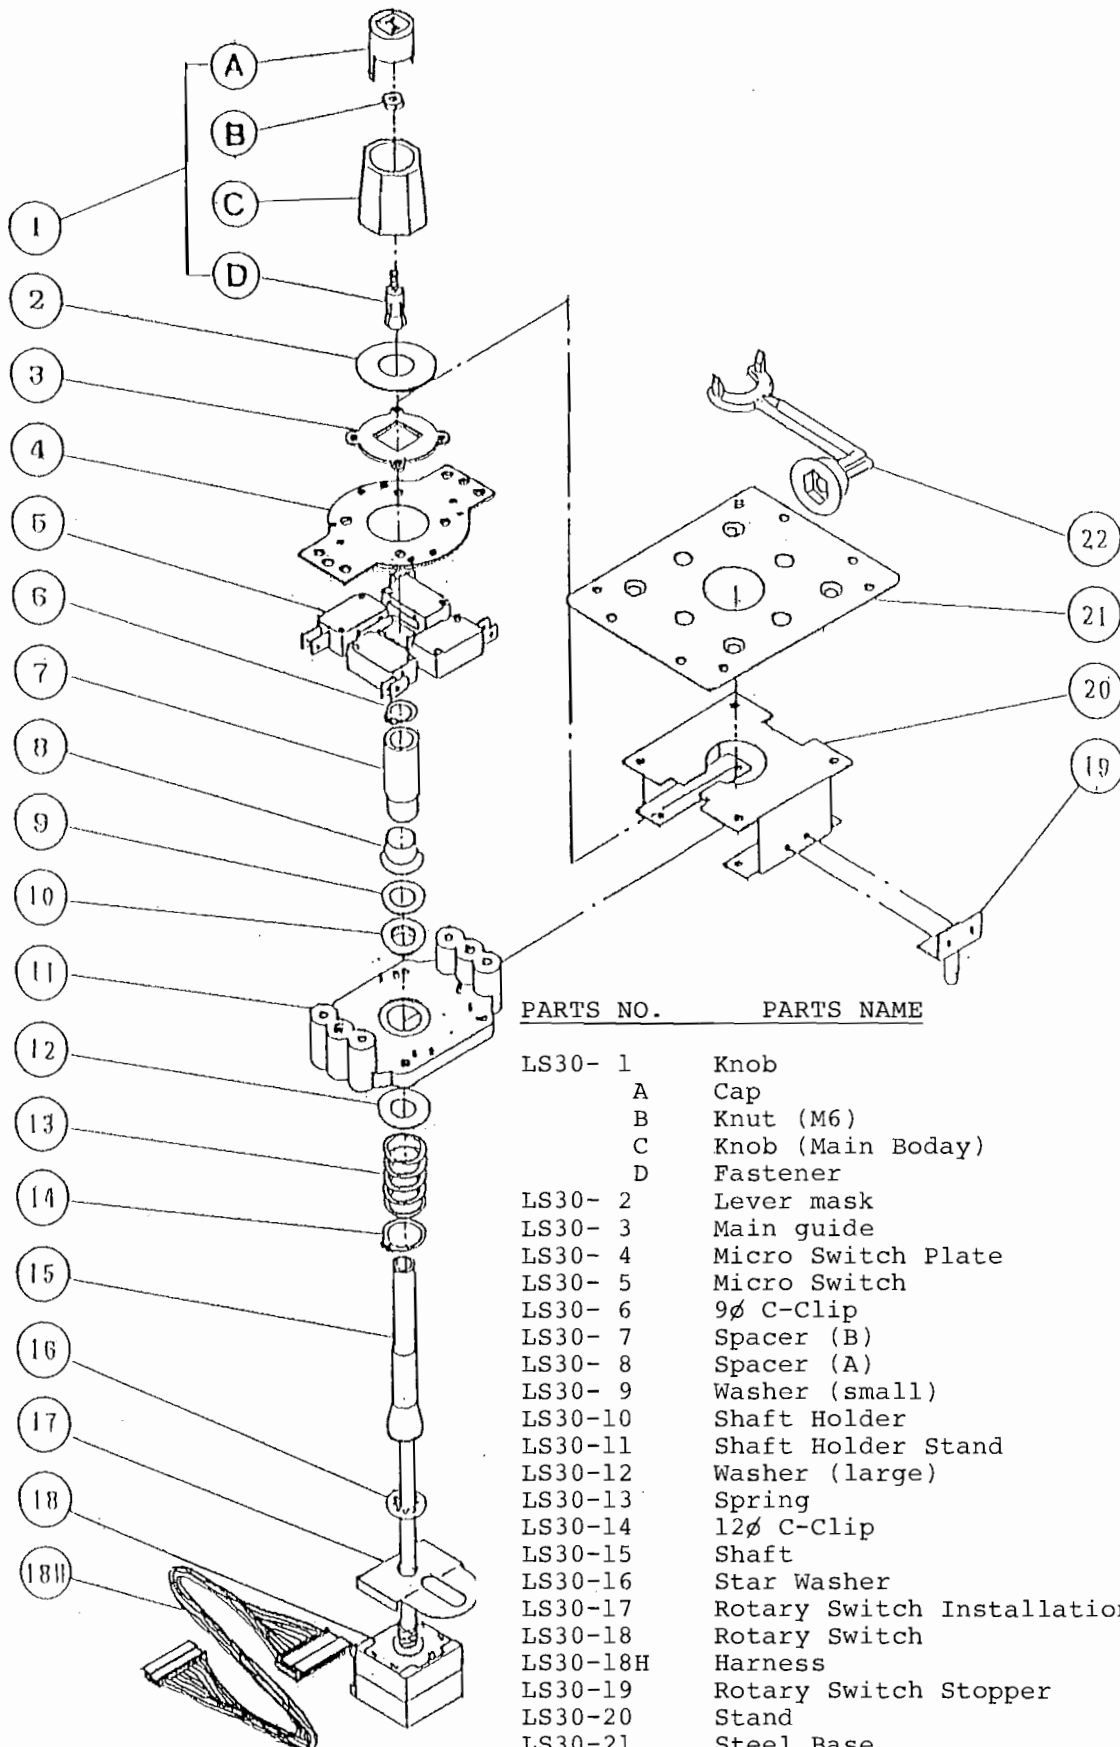 A
B
C
1
D
2
3
4
5
6
7
8
9
10
11
12
13
14
15
16
17
18
18H
22
21
20
19
B
PARTS NO. PARTS NAME
LS30- 1 Knob
A Cap
B Knut (M6)
C Knob (Main Boday)
D Fastener
LS30- 2 Lever mask
LS30- 3 Main guide
LS30- 4 Micro Switch Plate
LS30- 5 Micro Switch
LS30- 6 9ø C-Clip
LS30- 7 Spacer (B)
LS30- 8 Spacer (A)
LS30- 9 Washer (small)
LS30-10 Shaft Holder
LS30-11 Shaft Holder Stand
LS30-12 Washer (large)
LS30-13 Spring
LS30-14 12ø C-Clip
LS30-15 Shaft
LS30-16 Star Washer
LS30-17 Rotary Switch Installation
LS30-18 Rotary Switch
LS30-18H Harness
LS30-19 Rotary Switch Stopper
LS30-20 Stand
LS30-21 Steel Base